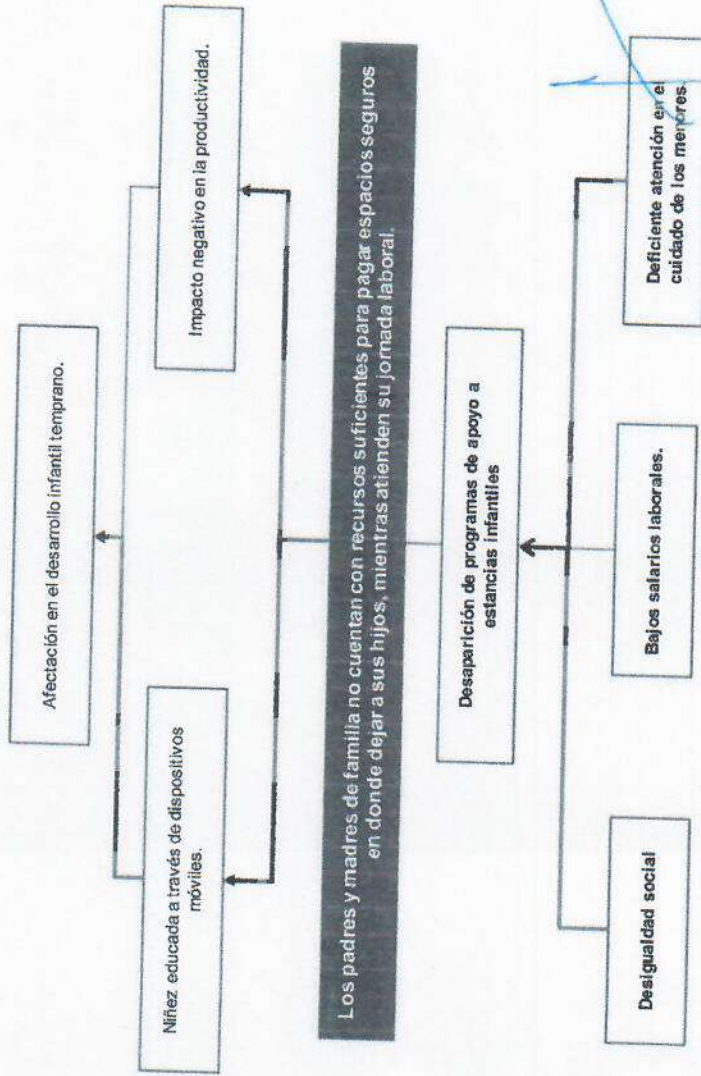 Afectación en el desarrollo infantil temprano.
Niñez educada a través de dispositivos
móviles.
Impacto negativo en la productividad.
Los padres y madres de familia no cuentan con recursos suficientes para pagar espacios seguros
en donde dejar a sus hijos, mientras atienden su jornada laboral.
Desaparición de programas de apoyo a
estancias infantiles
Desigualdad social
Bajos salarios laborales.
Deficiente atención en el
cuidado de los menores.